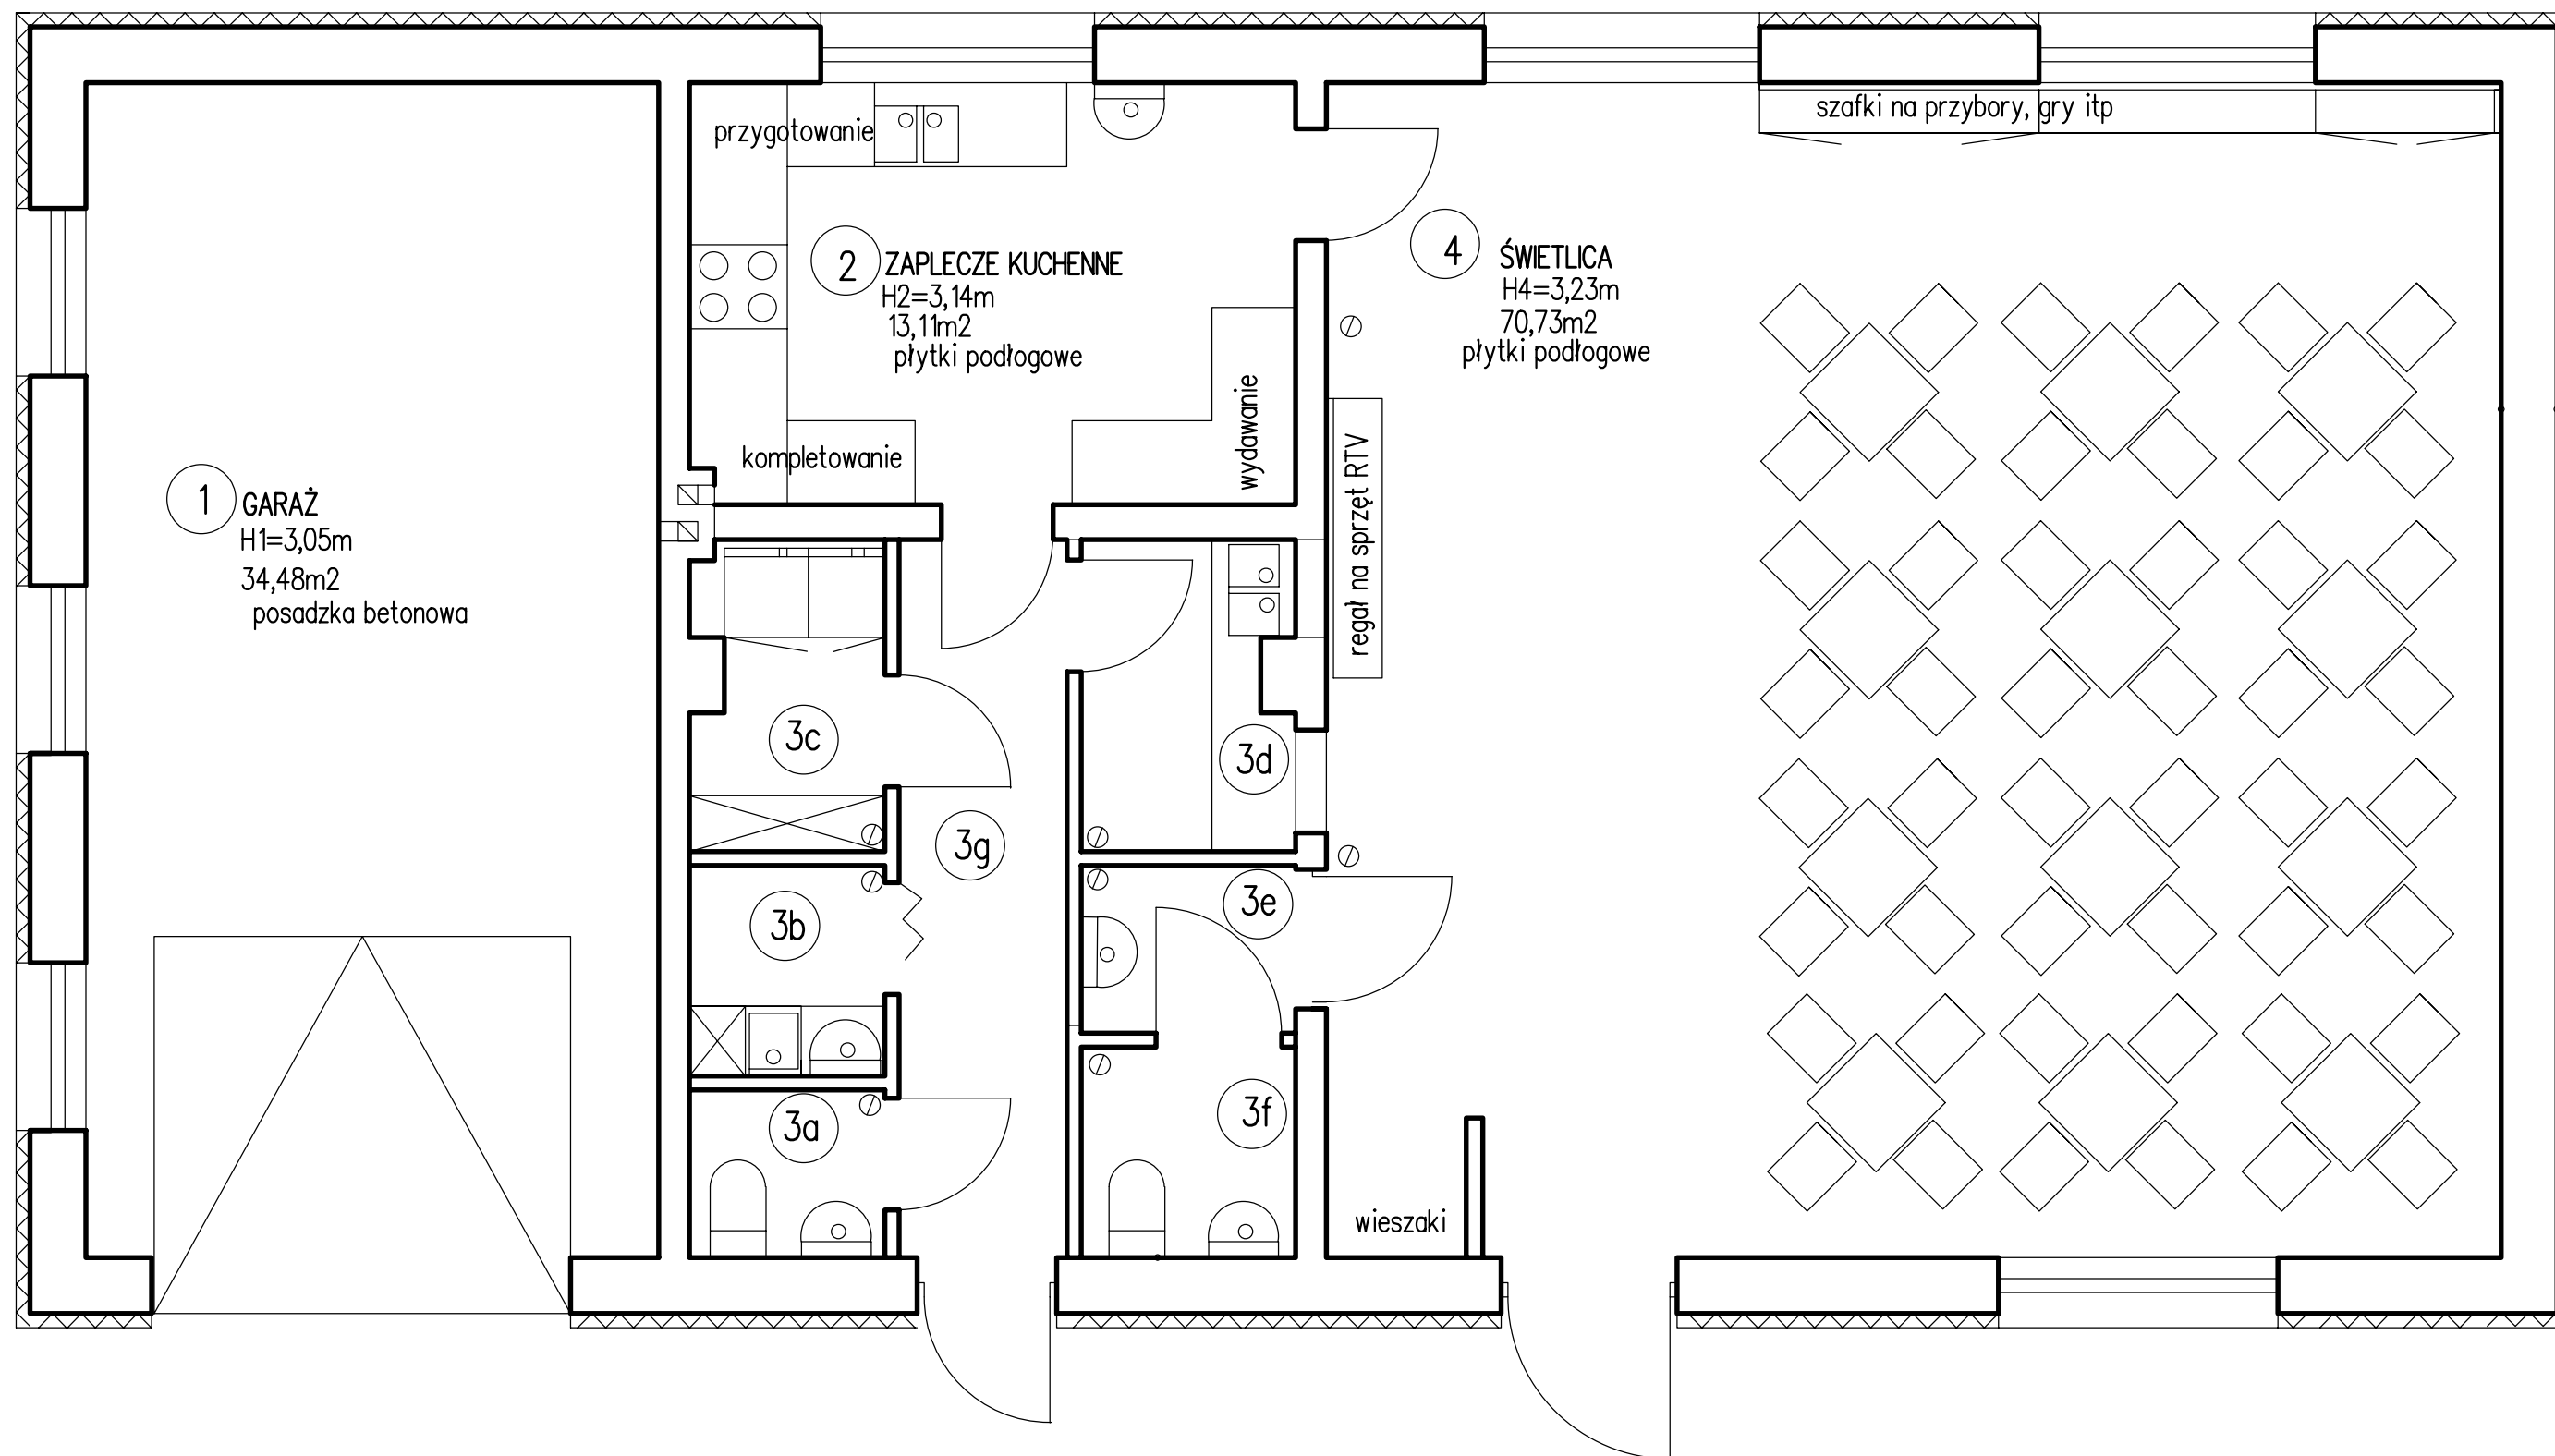 szafki na przybory, gry itp
przygotowanie
2 ZAPLECZE KUCHENNE
H2=3,14m
13,11m2
płytki podłogowe
4 ŚWIETLICA
H4=3,23m
70,73m2
płytki podłogowe
wydawanie
kompletowanie
regał na sprzęt RTV
1 GARAŻ
H1=3,05m
34,48m2
posadzka betonowa
3c
3d
3g
3e
3b
3a
3f
wieszaki